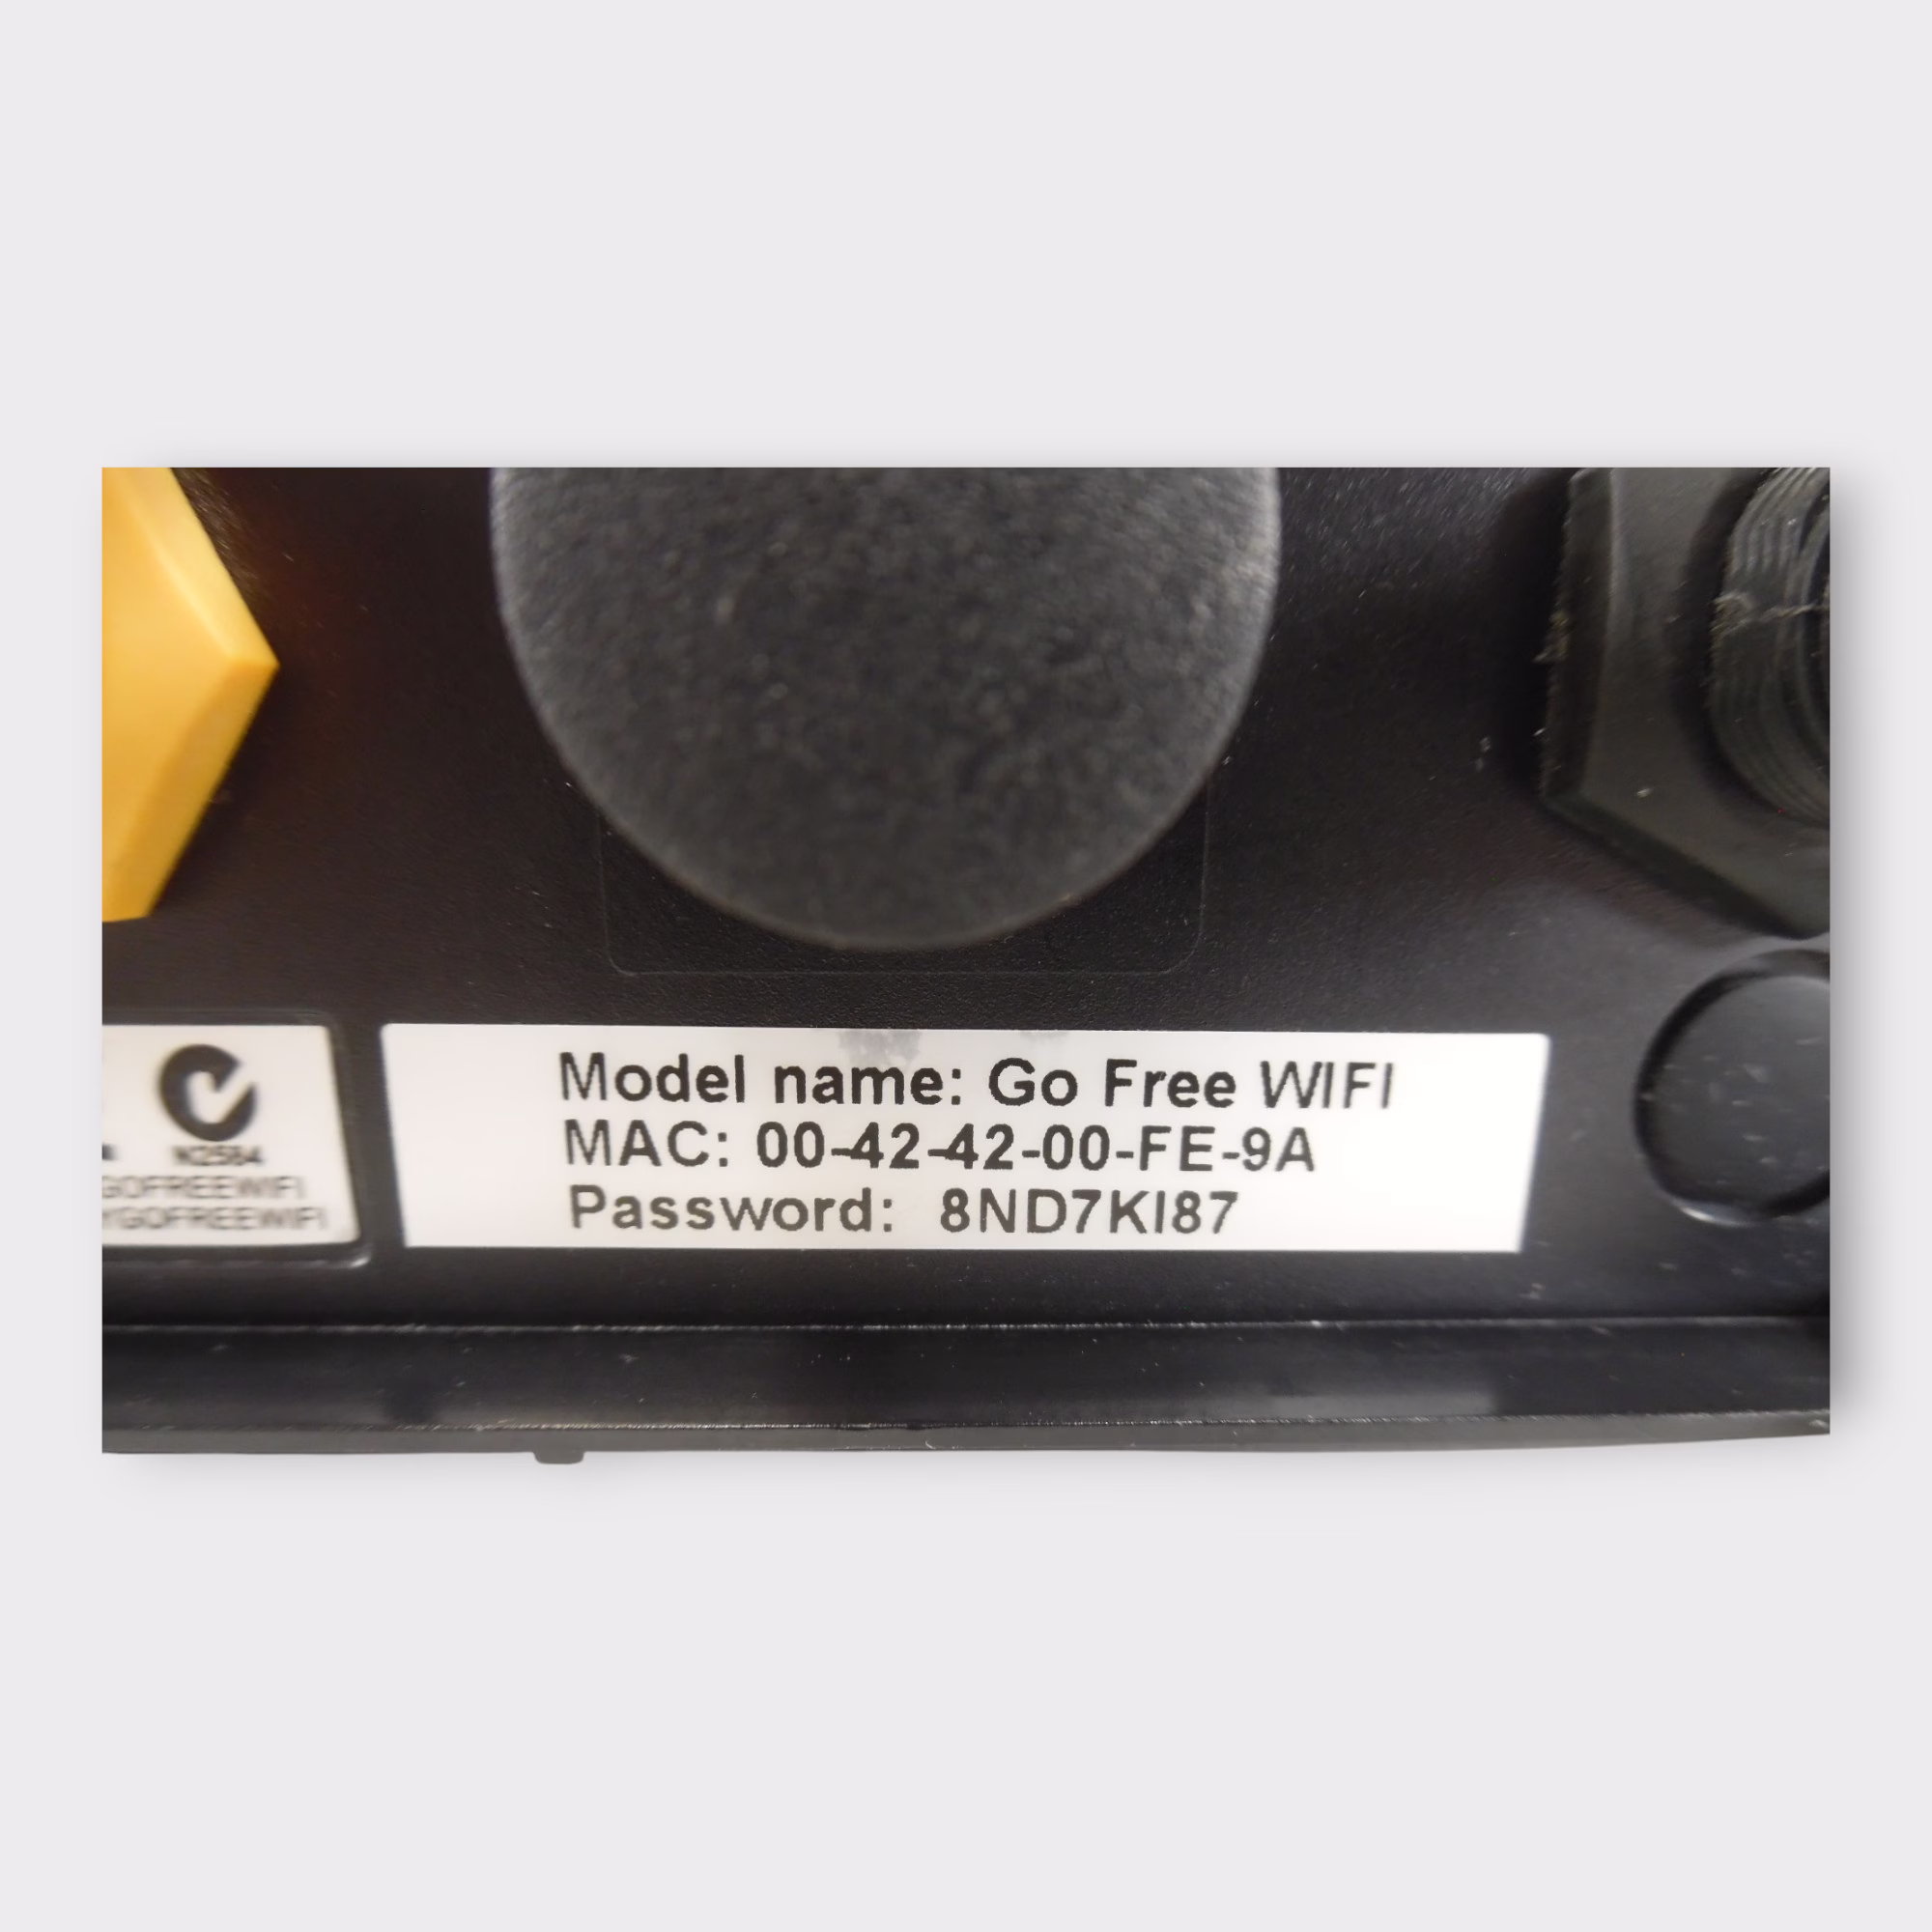 Model name: Go Free WIFI
MAC: 00-42-42-00-FE-9A
Password: 8ND7KI87
N2584
GOFREEWIFI
YGOFREEWIFI